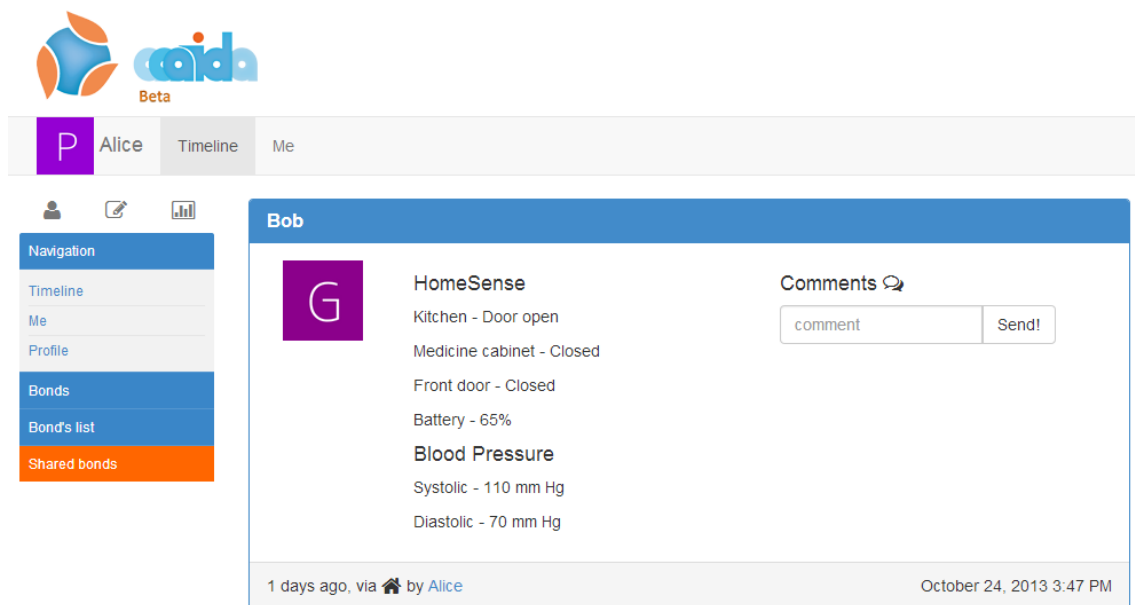 ccaida
Beta
P Alice Timeline Me
Navigation
Timeline
Me
Profile
Bonds
Bond's list
Shared bonds
Bob
G
HomeSense
Kitchen - Door open
Medicine cabinet - Closed
Front door - Closed
Battery - 65%
Blood Pressure
Systolic - 110 mm Hg
Diastolic - 70 mm Hg
Comments
comment Send!
1 days ago, via by Alice October 24, 2013 3:47 PM